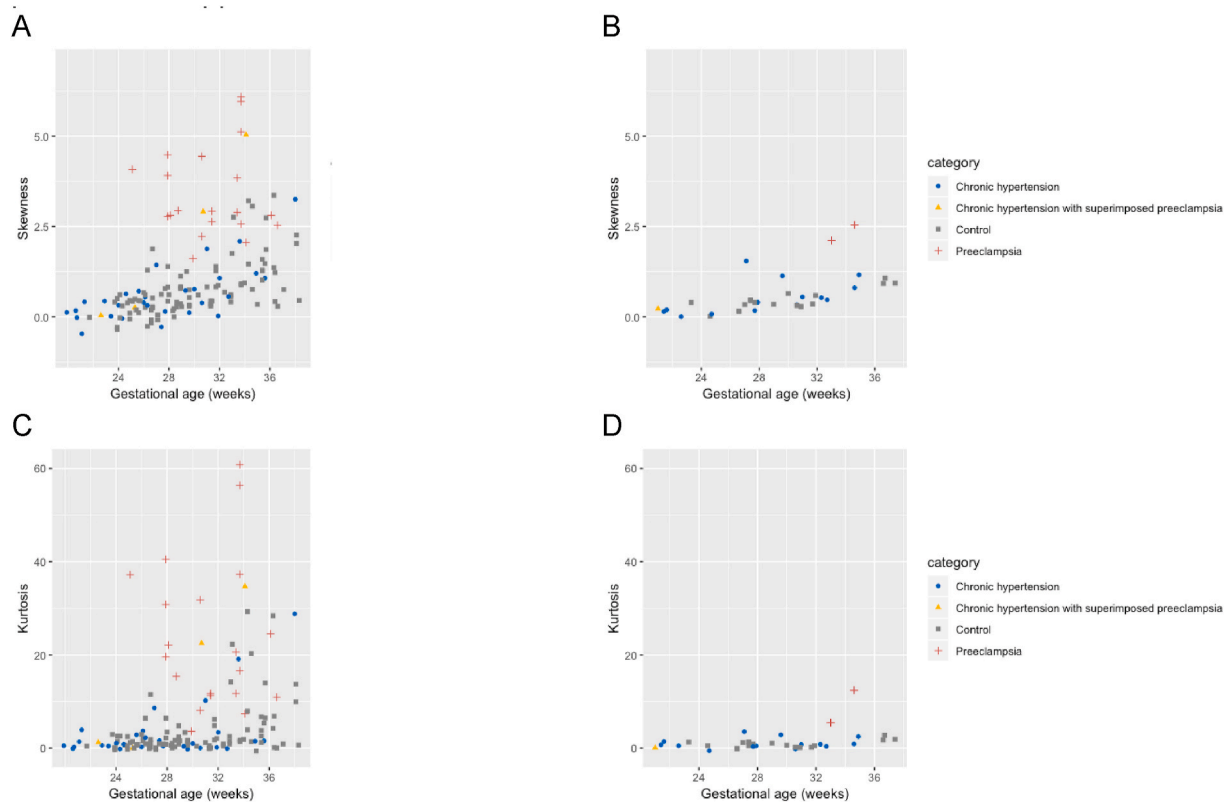 A
B
5.0
2.5
0.0
Skewness
24 28 32 36
Gestational age (weeks)
5.0
2.5
0.0
Skewness
24 28 32 36
Gestational age (weeks)
category
Chronic hypertension
Chronic hypertension with superimposed preeclampsia
Control
Preeclampsia
C
D
60
40
20
0
Kurtosis
24 28 32 36
Gestational age (weeks)
60
40
20
0
Kurtosis
24 28 32 36
Gestational age (weeks)
category
Chronic hypertension
Chronic hypertension with superimposed preeclampsia
Control
Preeclampsia